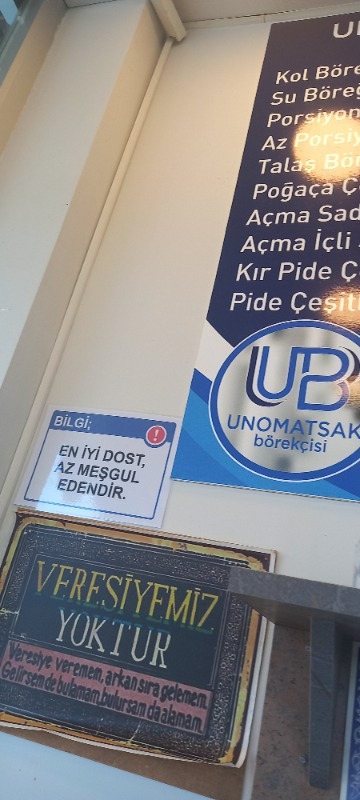 Kol Böre
Su Böreğ
Porsiyon
Az Porsiy
Talaş Bör
Poğaça Ç
Açma Sad
Açma İçli
Kır Pide Ç
Pide Çeşitl
UB
UNOMATSAK
börekçisi
BİLGİ;
EN İYİ DOST,
AZ MEŞGUL
EDENDİR.
VERESİYEMİZ
YOKTUR
Veresiye veremem, arkan sıra gelemem.
Gelirsem de bulamam, bulursam da alamam.